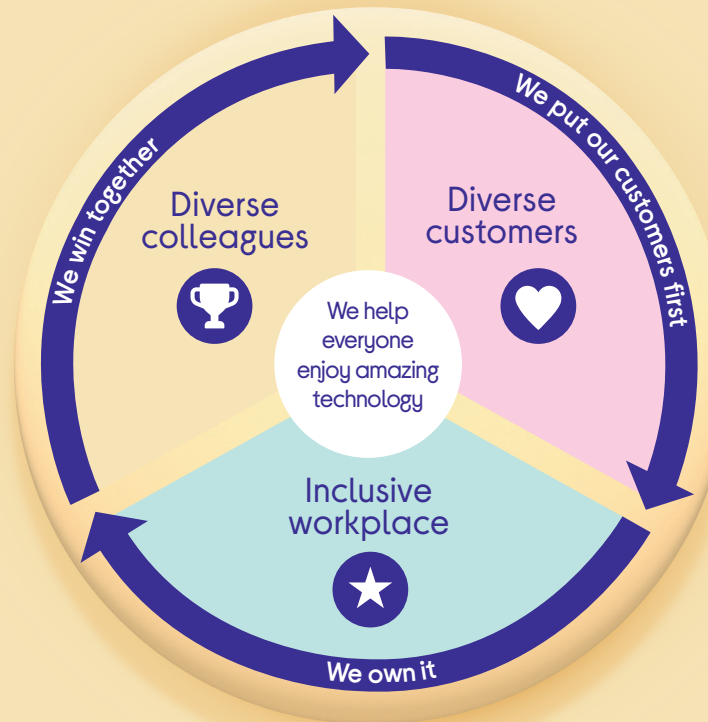 We win together
We put our customers first
Diverse
colleagues
Diverse
customers
We help
everyone
enjoy amazing
technology
Inclusive
workplace
We own it